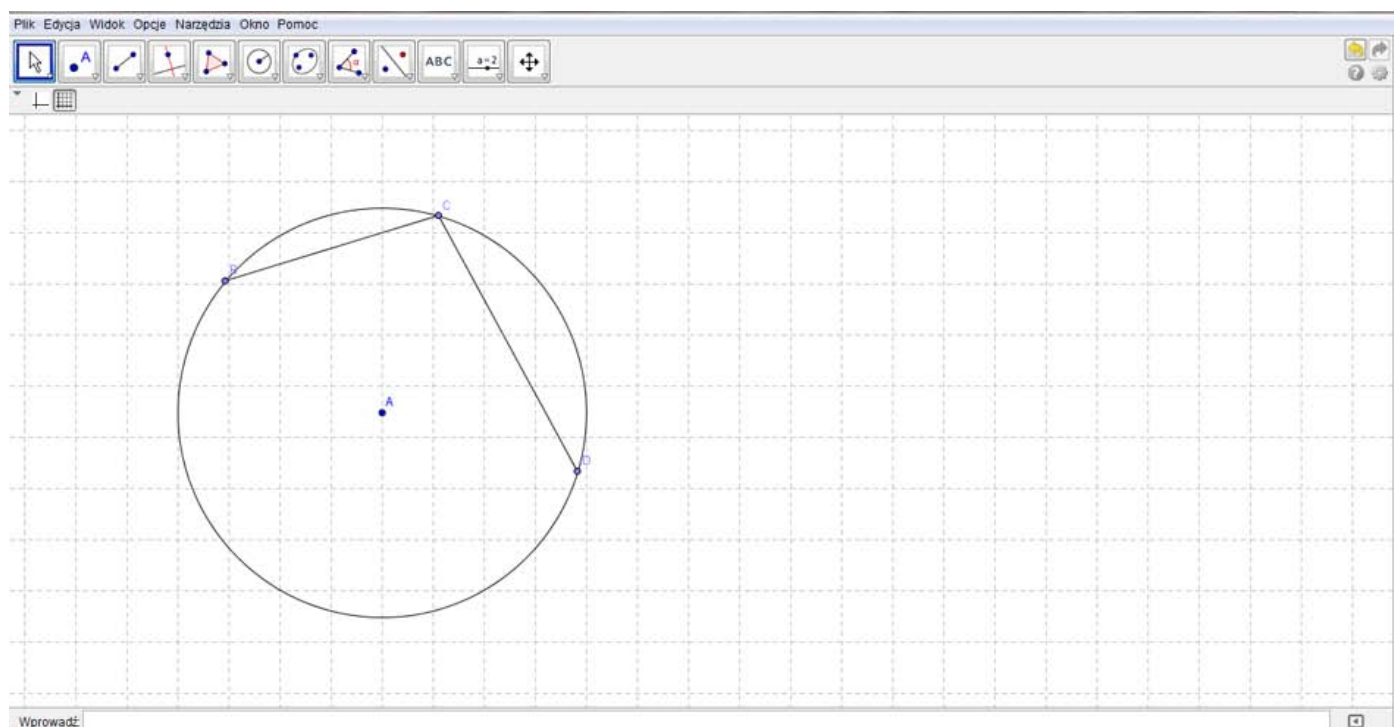 Plik Edycja Widok Opcje Narzędzia Okno Pomoc
A α ABC a=2
C
B
A
D
Wprowadź: